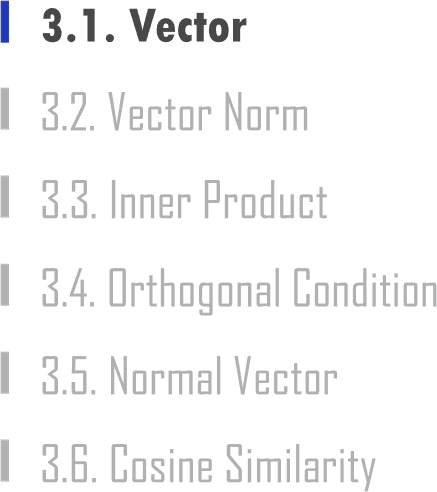 3.1. Vector
3.2. Vector Norm
3.3. Inner Product
3.4. Orthogonal Condition
3.5. Normal Vector
3.6. Cosine Similarity